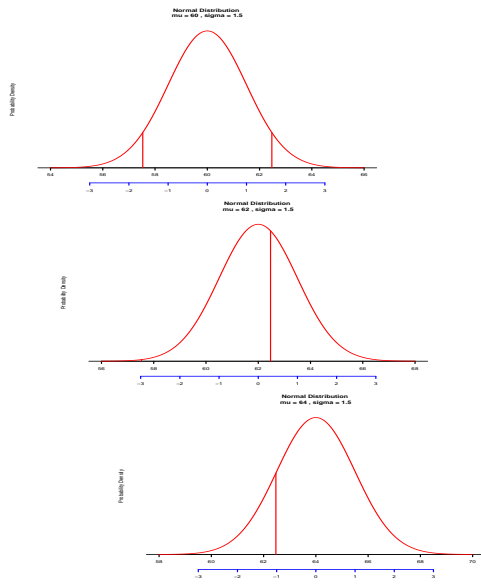 Normal Distribution
mu = 60 , sigma = 1.5
Probability Density
54 56 58 60 62 64 66
−3 −2 −1 0 1 2 3
Normal Distribution
mu = 62 , sigma = 1.5
Probability Density
56 58 60 62 64 66 68
−3 −2 −1 0 1 2 3
Normal Distribution
mu = 64 , sigma = 1.5
Probability Density
58 60 62 64 66 68 70
−3 −2 −1 0 1 2 3